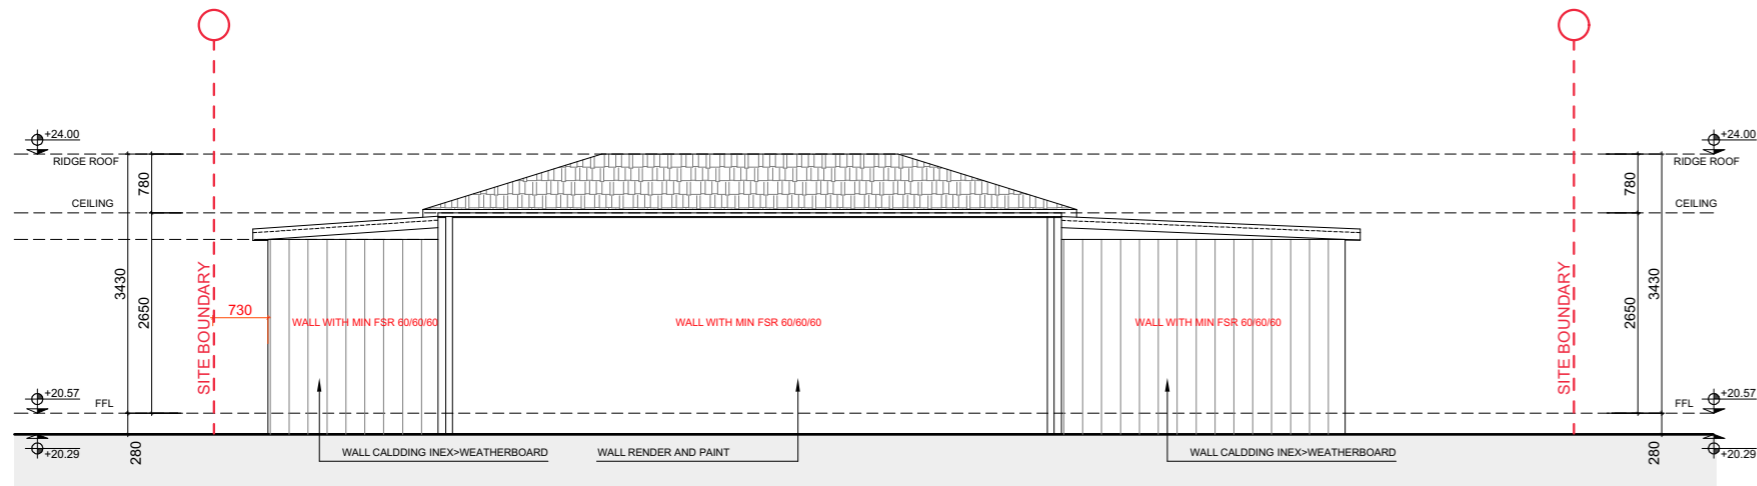 +24.00
+24.00
RIDGE ROOF
RIDGE ROOF
780
780
CEILING
CEILING
SITE BOUNDARY
SITE BOUNDARY
3430
2650
2650
3430
730
WALL WITH MIN FSR 60/60/60
WALL WITH MIN FSR 60/60/60
WALL WITH MIN FSR 60/60/60
+20.57
+20.57
FFL
FFL
+20.29
280
WALL CALDDING INEX>WEATHERBOARD
WALL RENDER AND PAINT
WALL CALDDING INEX>WEATHERBOARD
280
+20.29